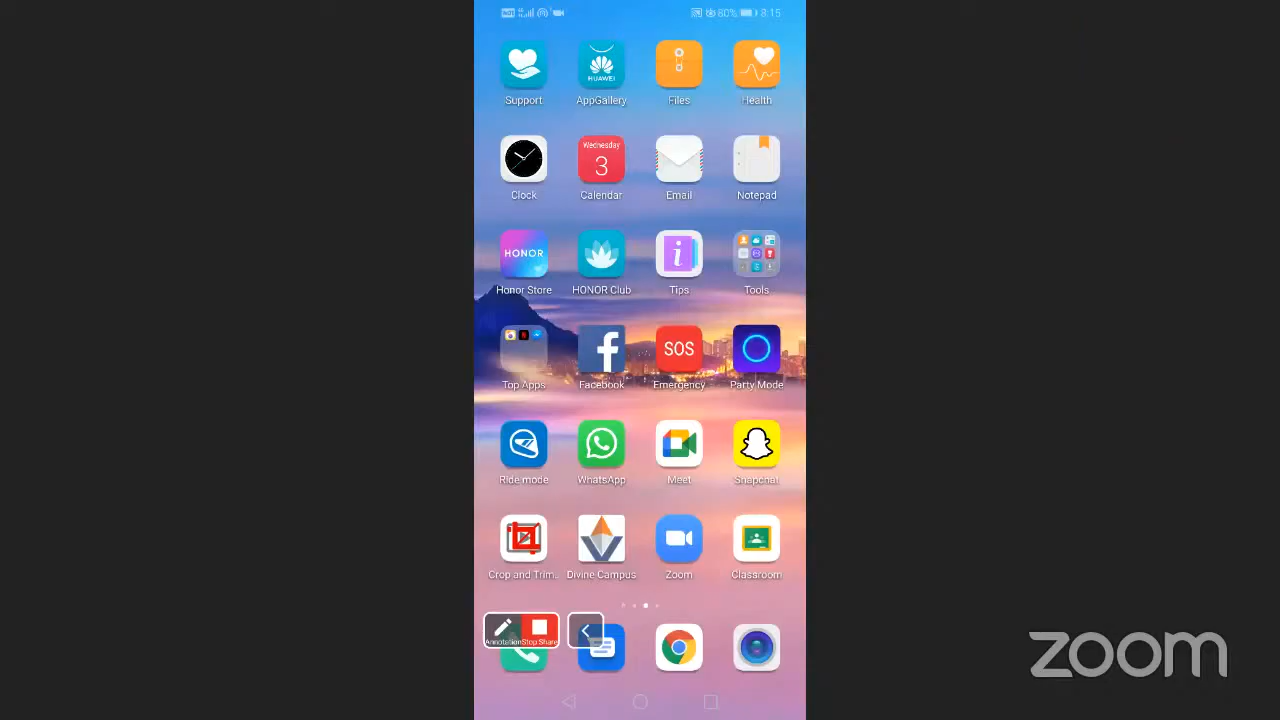 80% 8:15
HUAWEI
Support AppGallery Files Health
Wednesday
3
Clock Calendar Email Notepad
HONOR
i
Honor Store HONOR Club Tips Tools
SOS
Top Apps Facebook Emergency Party Mode
Ride mode WhatsApp Meet Snapchat
Crop and Trim... Divine Campus Zoom Classroom
Annotation Stop Share
zoom